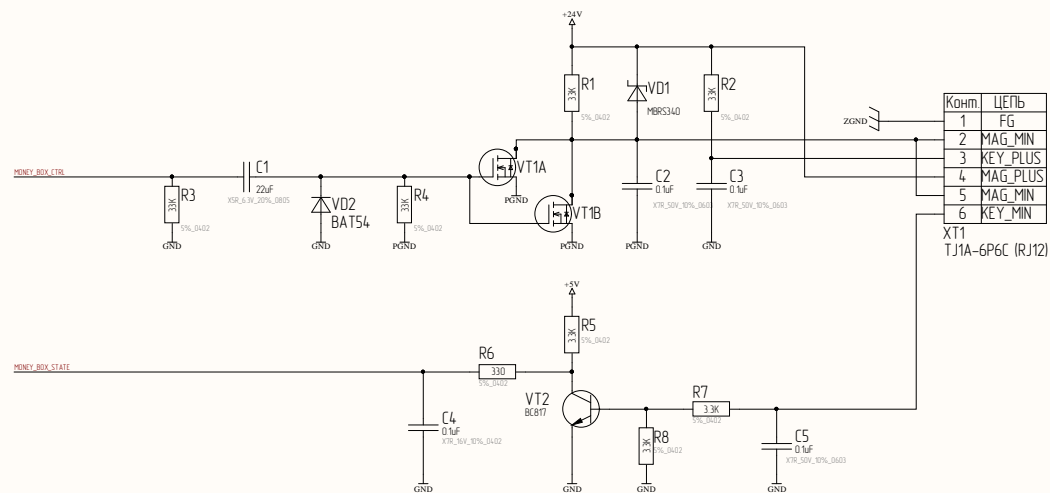 +24V
R1
33K
5%_0402
VD1
MBRS340
R2
33K
5%_0402
Конт. ЦЕПЬ
1 FG
2 MAG_MIN
3 KEY_PLUS
4 MAG_PLUS
5 MAG_MIN
6 KEY_MIN
XT1
TJ1A-6P6C (RJ12)
ZGND
MONEY_BOX_CTRL
C1
22uF
X5R_6.3V_20%_0805
R3
33K
5%_0402
GND
VD2
BAT54
GND
R4
33K
5%_0402
PGND
VT1A
PGND
VT1B
PGND
C2
0.1uF
X7R_50V_10%_0603
PGND
C3
0.1uF
X7R_50V_10%_0603
GND
+5V
R5
3.3K
5%_0402
MONEY_BOX_STATE
R6
330
5%_0402
VT2
BC817
GND
C4
0.1uF
X7R_16V_10%_0402
GND
R7
3.3K
5%_0402
R8
3.3K
5%_0402
GND
C5
0.1uF
X7R_50V_10%_0603
GND